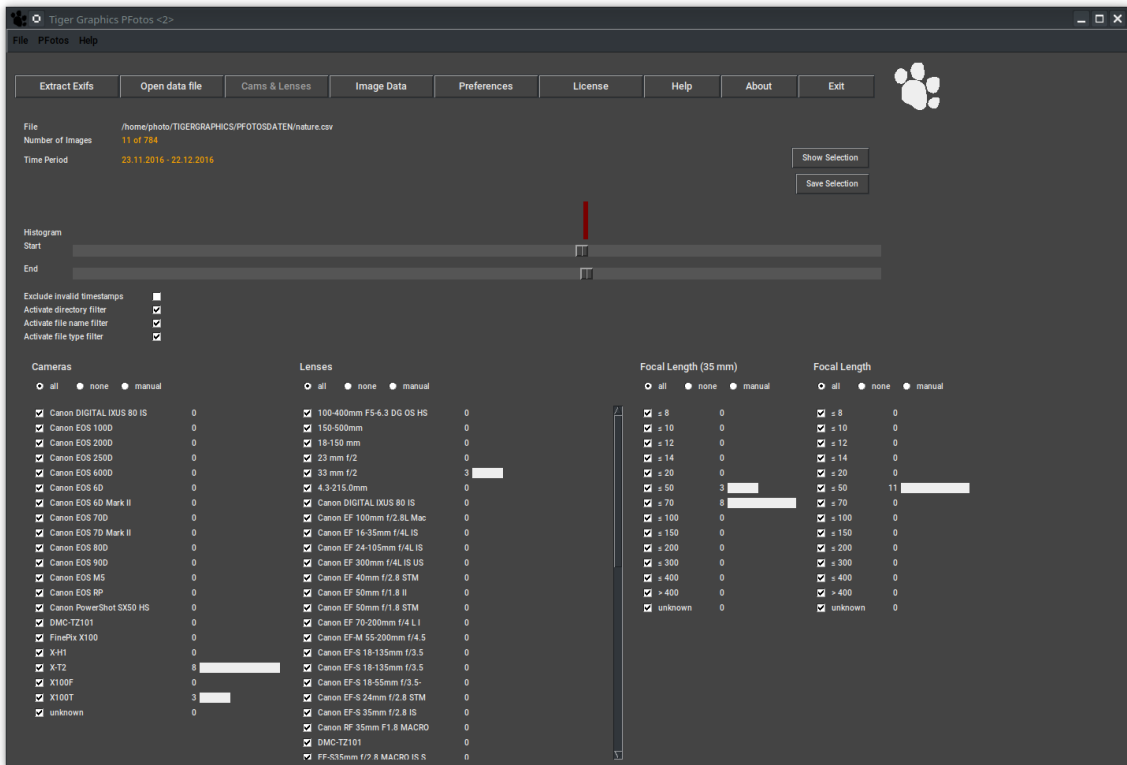 Tiger Graphics PFotos <2>
File PFotos Help
Extract Exifs Open data file Cams & Lenses Image Data Preferences License Help About Exit
File /home/photo/TIGERGRAPHICS/PFOTOSDATEN/nature.csv
Number of Images 11 of 784
Time Period 23.11.2016 - 22.12.2016
Show Selection
Save Selection
Histogram
Start
End
Exclude invalid timestamps
Activate directory filter
Activate file name filter
Activate file type filter
Cameras
all none manual
Canon DIGITAL IXUS 80 IS 0
Canon EOS 100D 0
Canon EOS 200D 0
Canon EOS 250D 0
Canon EOS 600D 0
Canon EOS 6D 0
Canon EOS 6D Mark II 0
Canon EOS 70D 0
Canon EOS 7D Mark II 0
Canon EOS 80D 0
Canon EOS 90D 0
Canon EOS M5 0
Canon EOS RP 0
Canon PowerShot SX50 HS 0
DMC-TZ101 0
FinePix X100 0
X-H1 0
X-T2 8
X100F 0
X100T 3
unknown 0
Lenses
all none manual
100-400mm F5-6.3 DG OS HS 0
150-500mm 0
18-150 mm 0
23 mm f/2 0
33 mm f/2 3
4.3-215.0mm 0
Canon DIGITAL IXUS 80 IS 0
Canon EF 100mm f/2.8L Mac 0
Canon EF 16-35mm f/4L IS 0
Canon EF 24-105mm f/4L IS 0
Canon EF 300mm f/4L IS US 0
Canon EF 40mm f/2.8 STM 0
Canon EF 50mm f/1.8 II 0
Canon EF 50mm f/1.8 STM 0
Canon EF 70-200mm f/4 L I 0
Canon EF-M 55-200mm f/4.5 0
Canon EF-S 18-135mm f/3.5 0
Canon EF-S 18-135mm f/3.5 0
Canon EF-S 18-55mm f/3.5- 0
Canon EF-S 24mm f/2.8 STM 0
Canon EF-S 35mm f/2.8 IS 0
Canon RF 35mm F1.8 MACRO 0
DMC-TZ101 0
EF-S35mm f/2.8 MACRO IS S 0
Focal Length (35 mm)
all none manual
≤ 8 0
≤ 10 0
≤ 12 0
≤ 14 0
≤ 20 0
≤ 50 3
≤ 70 8
≤ 100 0
≤ 150 0
≤ 200 0
≤ 300 0
≤ 400 0
> 400 0
unknown 0
Focal Length
all none manual
≤ 8 0
≤ 10 0
≤ 12 0
≤ 14 0
≤ 20 0
≤ 50 11
≤ 70 0
≤ 100 0
≤ 150 0
≤ 200 0
≤ 300 0
≤ 400 0
> 400 0
unknown 0